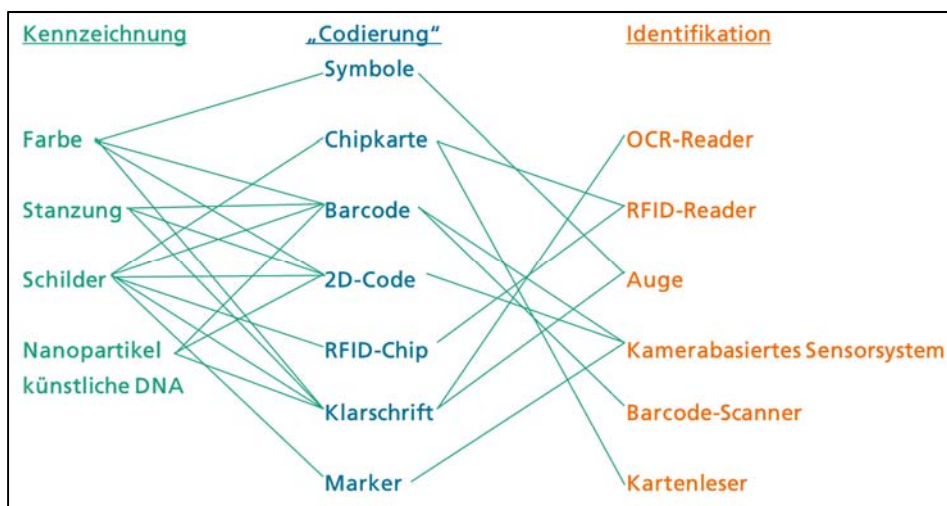 Kennzeichnung
„Codierung“
Identifikation
Symbole
Farbe
Chipkarte
OCR-Reader
Stanzung
Barcode
RFID-Reader
Schilder
2D-Code
Auge
Nanopartikel
künstliche DNA
RFID-Chip
Kamerabasiertes Sensorsystem
Klarschrift
Barcode-Scanner
Marker
Kartenleser